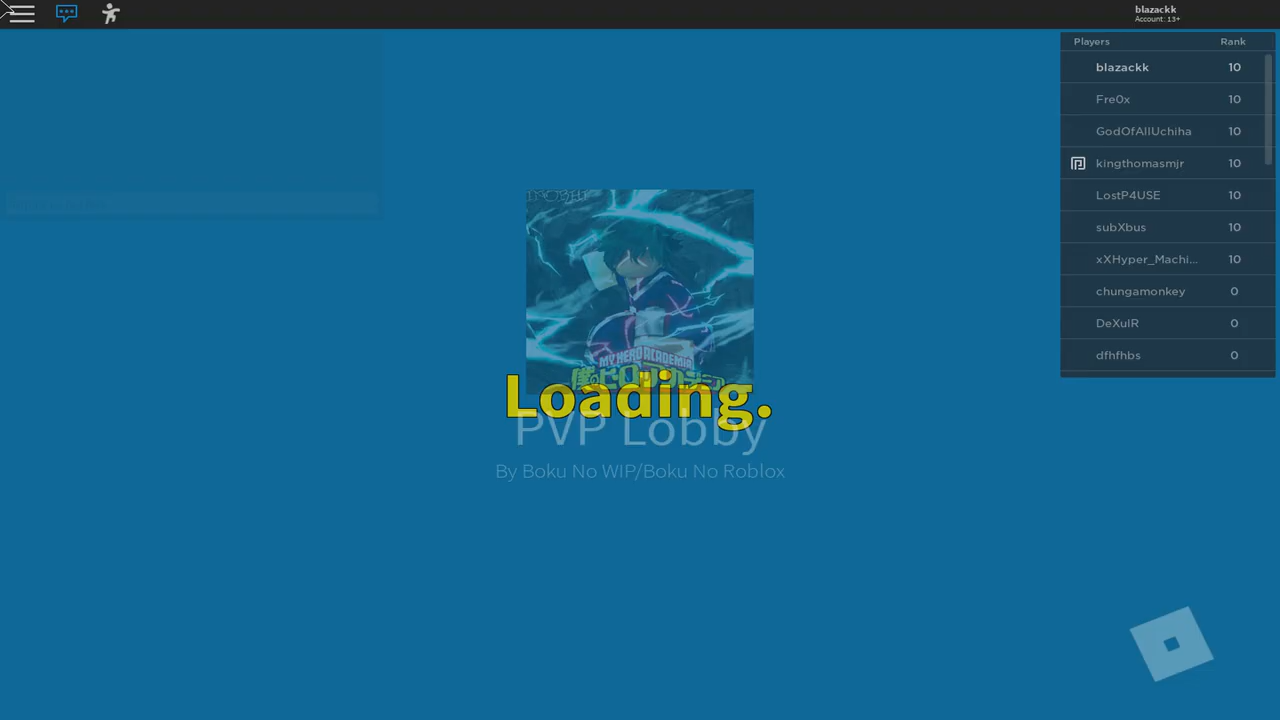 blazackk
Account: 13+
Players Rank
blazackk 10
Fre0x 10
GodOfAllUchiha 10
kingthomasmjr 10
LostP4USE 10
subXbus 10
xXHyper_Machi... 10
chungamonkey 0
DeXulR 0
dfhfhbs 0
MY HERO ACADEMIA
Loading.
PVP Lobby
By Boku No WIP/Boku No Roblox